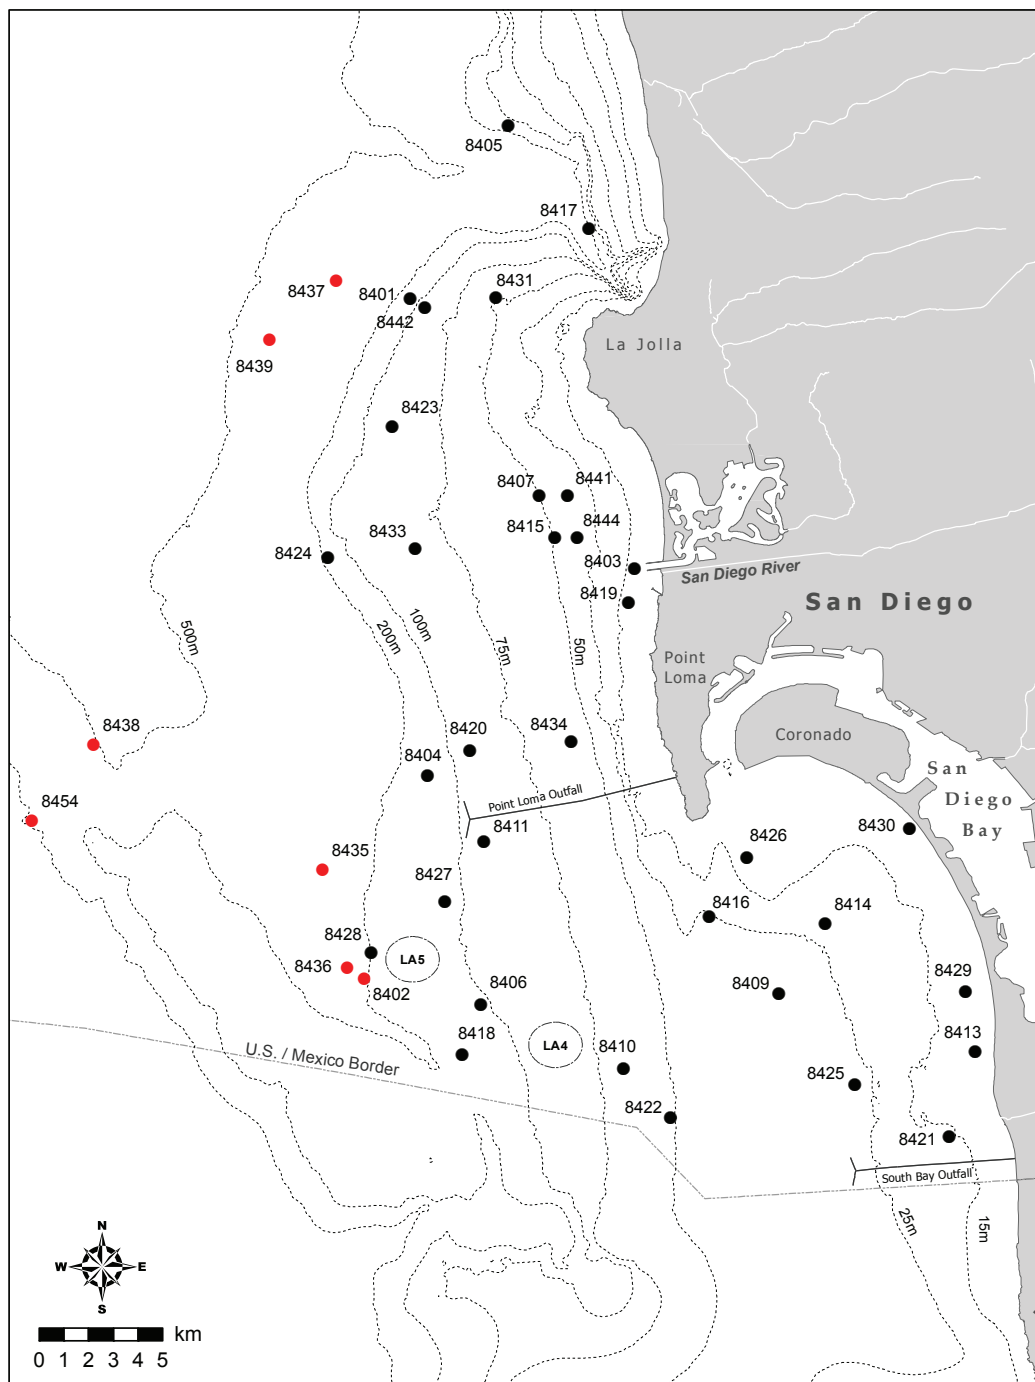 8405
8417
8437
8401
8431
8442
8439
La Jolla
8423
8407
8441
8415
8444
8433
8424
8403
San Diego River
8419
San Diego
500m
200m
100m
75m
50m
Point
Loma
8438
8420
8434
Coronado
8404
San
Diego
Bay
Point Loma Outfall
8454
8411
8426
8430
8435
8427
8416
8414
8428
LA5
8436
8402
8406
8409
8429
8418
LA4
8410
8413
U.S. / Mexico Border
8425
8422
8421
South Bay Outfall
25m
15m
N
W
E
S
km
0 1 2 3 4 5